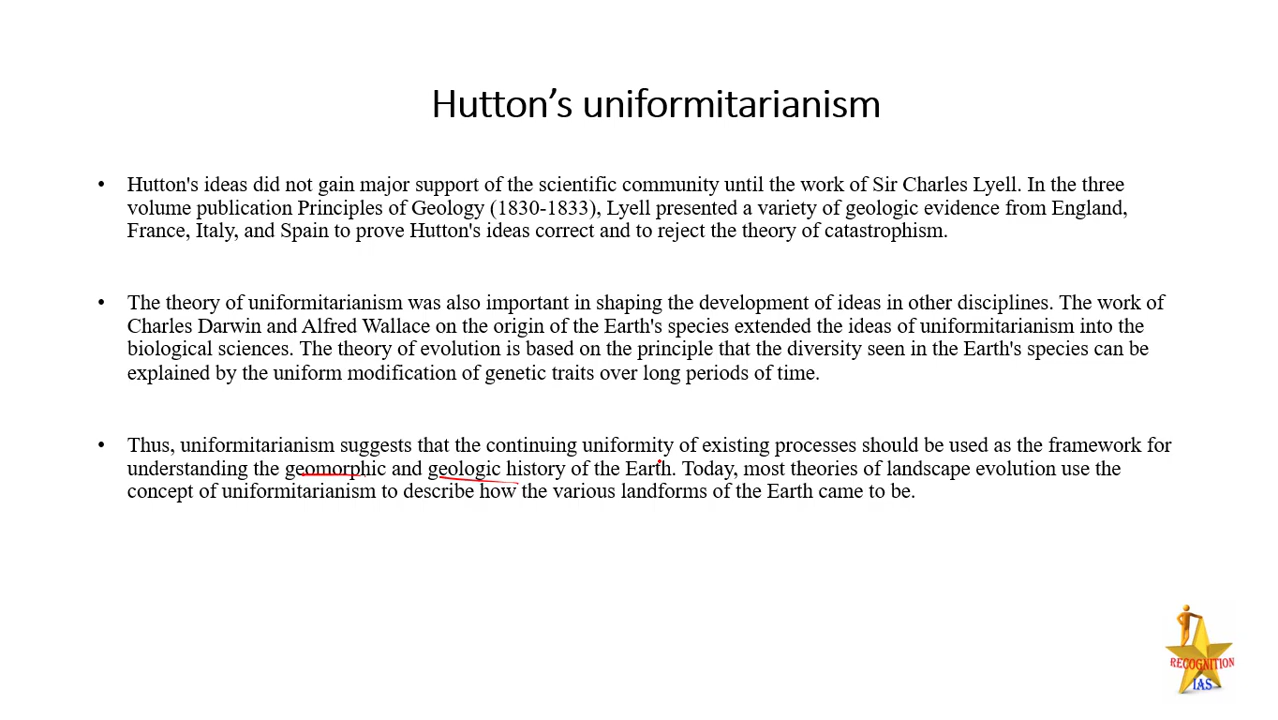 Hutton’s uniformitarianism
• Hutton's ideas did not gain major support of the scientific community until the work of Sir Charles Lyell. In the three
volume publication Principles of Geology (1830-1833), Lyell presented a variety of geologic evidence from England,
France, Italy, and Spain to prove Hutton's ideas correct and to reject the theory of catastrophism.
• The theory of uniformitarianism was also important in shaping the development of ideas in other disciplines. The work of
Charles Darwin and Alfred Wallace on the origin of the Earth's species extended the ideas of uniformitarianism into the
biological sciences. The theory of evolution is based on the principle that the diversity seen in the Earth's species can be
explained by the uniform modification of genetic traits over long periods of time.
• Thus, uniformitarianism suggests that the continuing uniformity of existing processes should be used as the framework for
understanding the geomorphic and geologic history of the Earth. Today, most theories of landscape evolution use the
concept of uniformitarianism to describe how the various landforms of the Earth came to be.
RECOGNITION
IAS